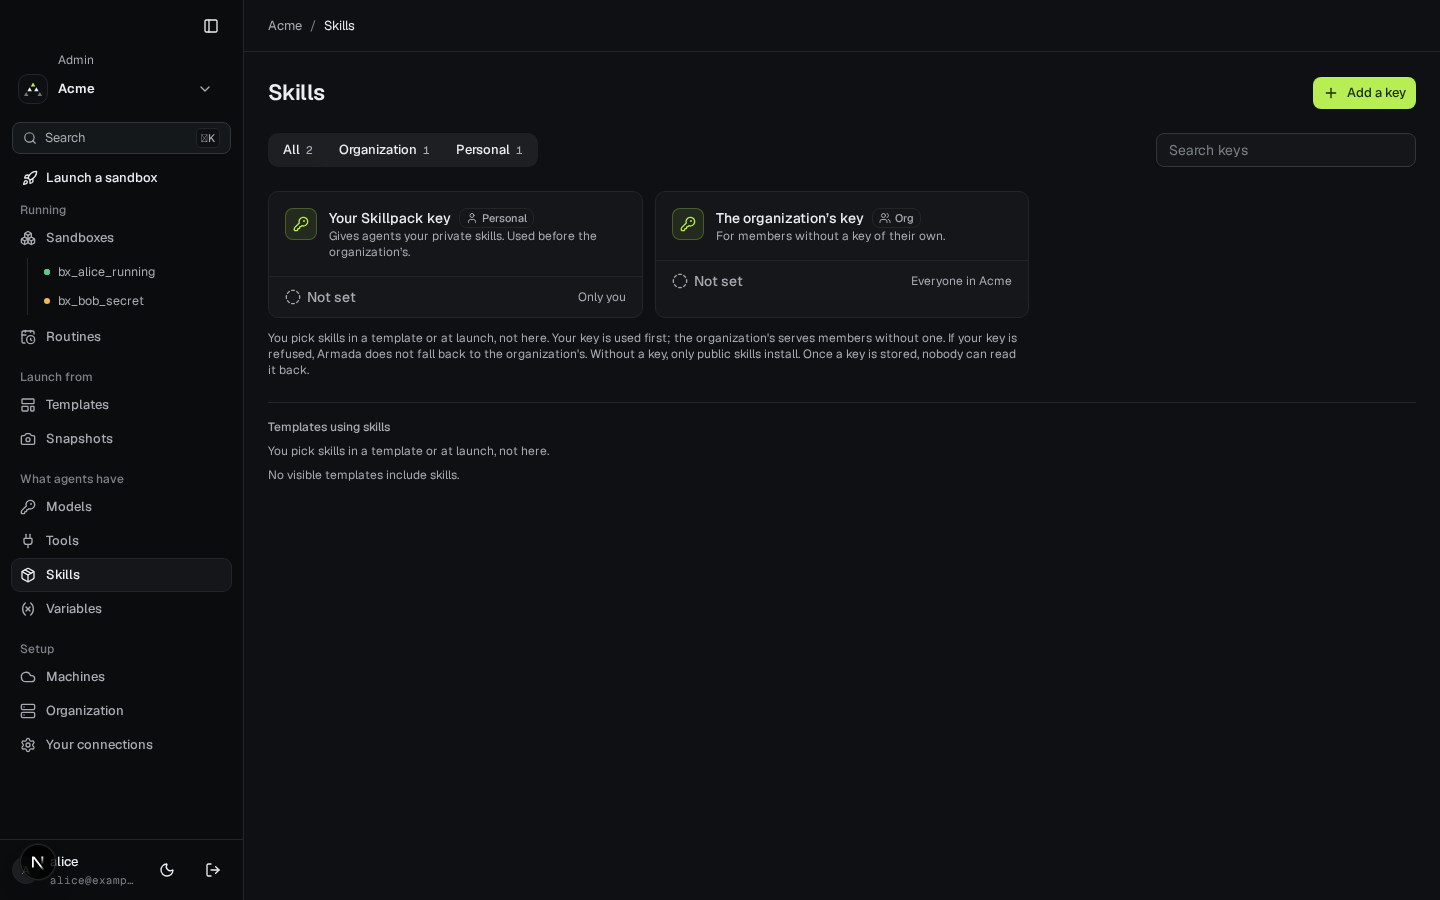 Admin
Acme
Search
K
Launch a sandbox
Running
Sandboxes
bx_alice_running
bx_bob_secret
Routines
Launch from
Templates
Snapshots
What agents have
Models
Tools
Skills
Variables
Setup
Machines
Organization
Your connections
N
alice
alice@examp…
Acme / Skills
Skills
Add a key
All 2 Organization 1 Personal 1
Search keys
Your Skillpack key Personal
Gives agents your private skills. Used before the
organization's.
Not set Only you
The organization's key Org
For members without a key of their own.
Not set Everyone in Acme
You pick skills in a template or at launch, not here. Your key is used first; the organization's serves members without one. If your key is
refused, Armada does not fall back to the organization's. Without a key, only public skills install. Once a key is stored, nobody can read
it back.
Templates using skills
You pick skills in a template or at launch, not here.
No visible templates include skills.